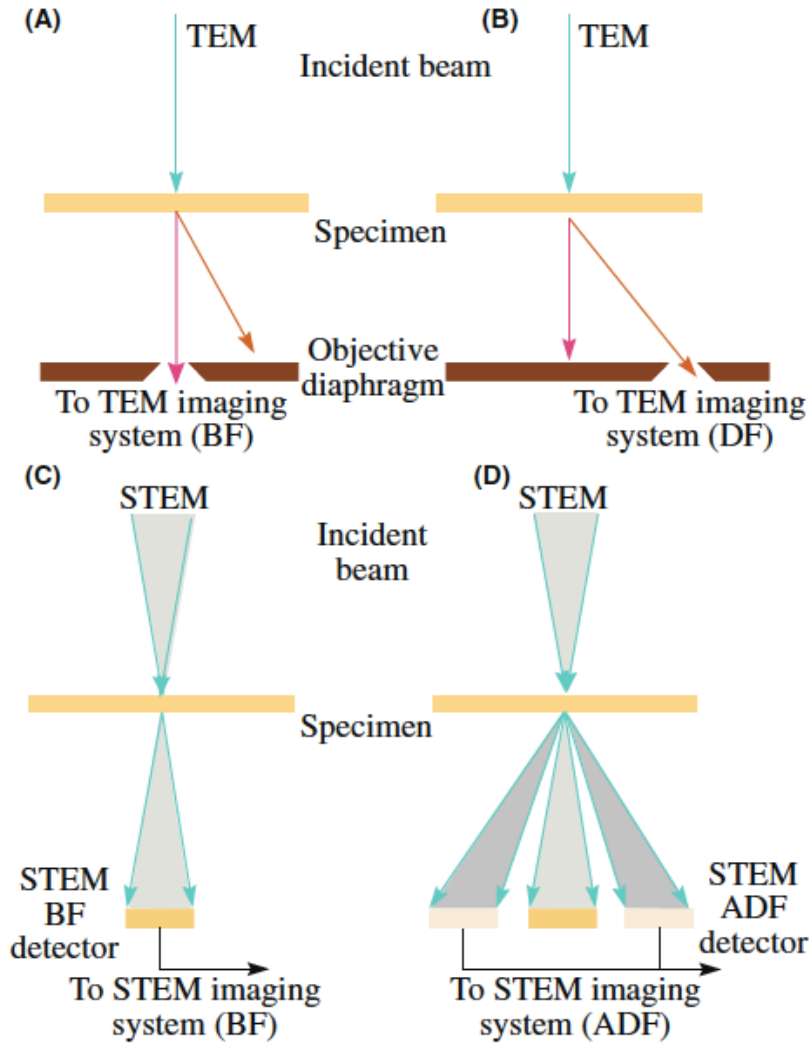 (A)
TEM
Incident beam
(B)
TEM
Specimen
Objective
diaphragm
To TEM imaging
system (BF)
To TEM imaging
system (DF)
(C)
STEM
Incident
beam
(D)
STEM
Specimen
STEM
BF
detector
STEM
ADF
detector
To STEM imaging
system (BF)
To STEM imaging
system (ADF)